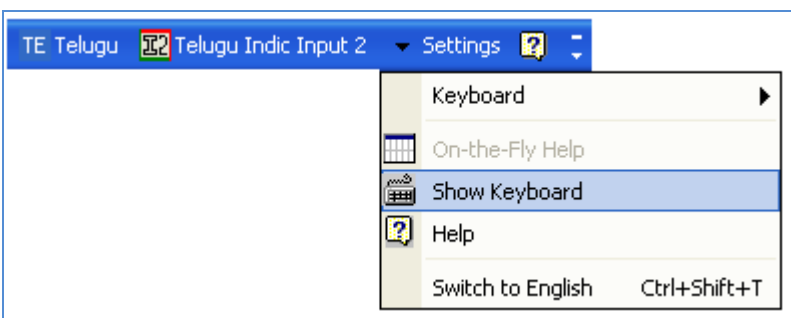 TE Telugu I2 Telugu Indic Input 2 Settings ?
Keyboard
On-the-Fly Help
Show Keyboard
? Help
Switch to English Ctrl+Shift+T